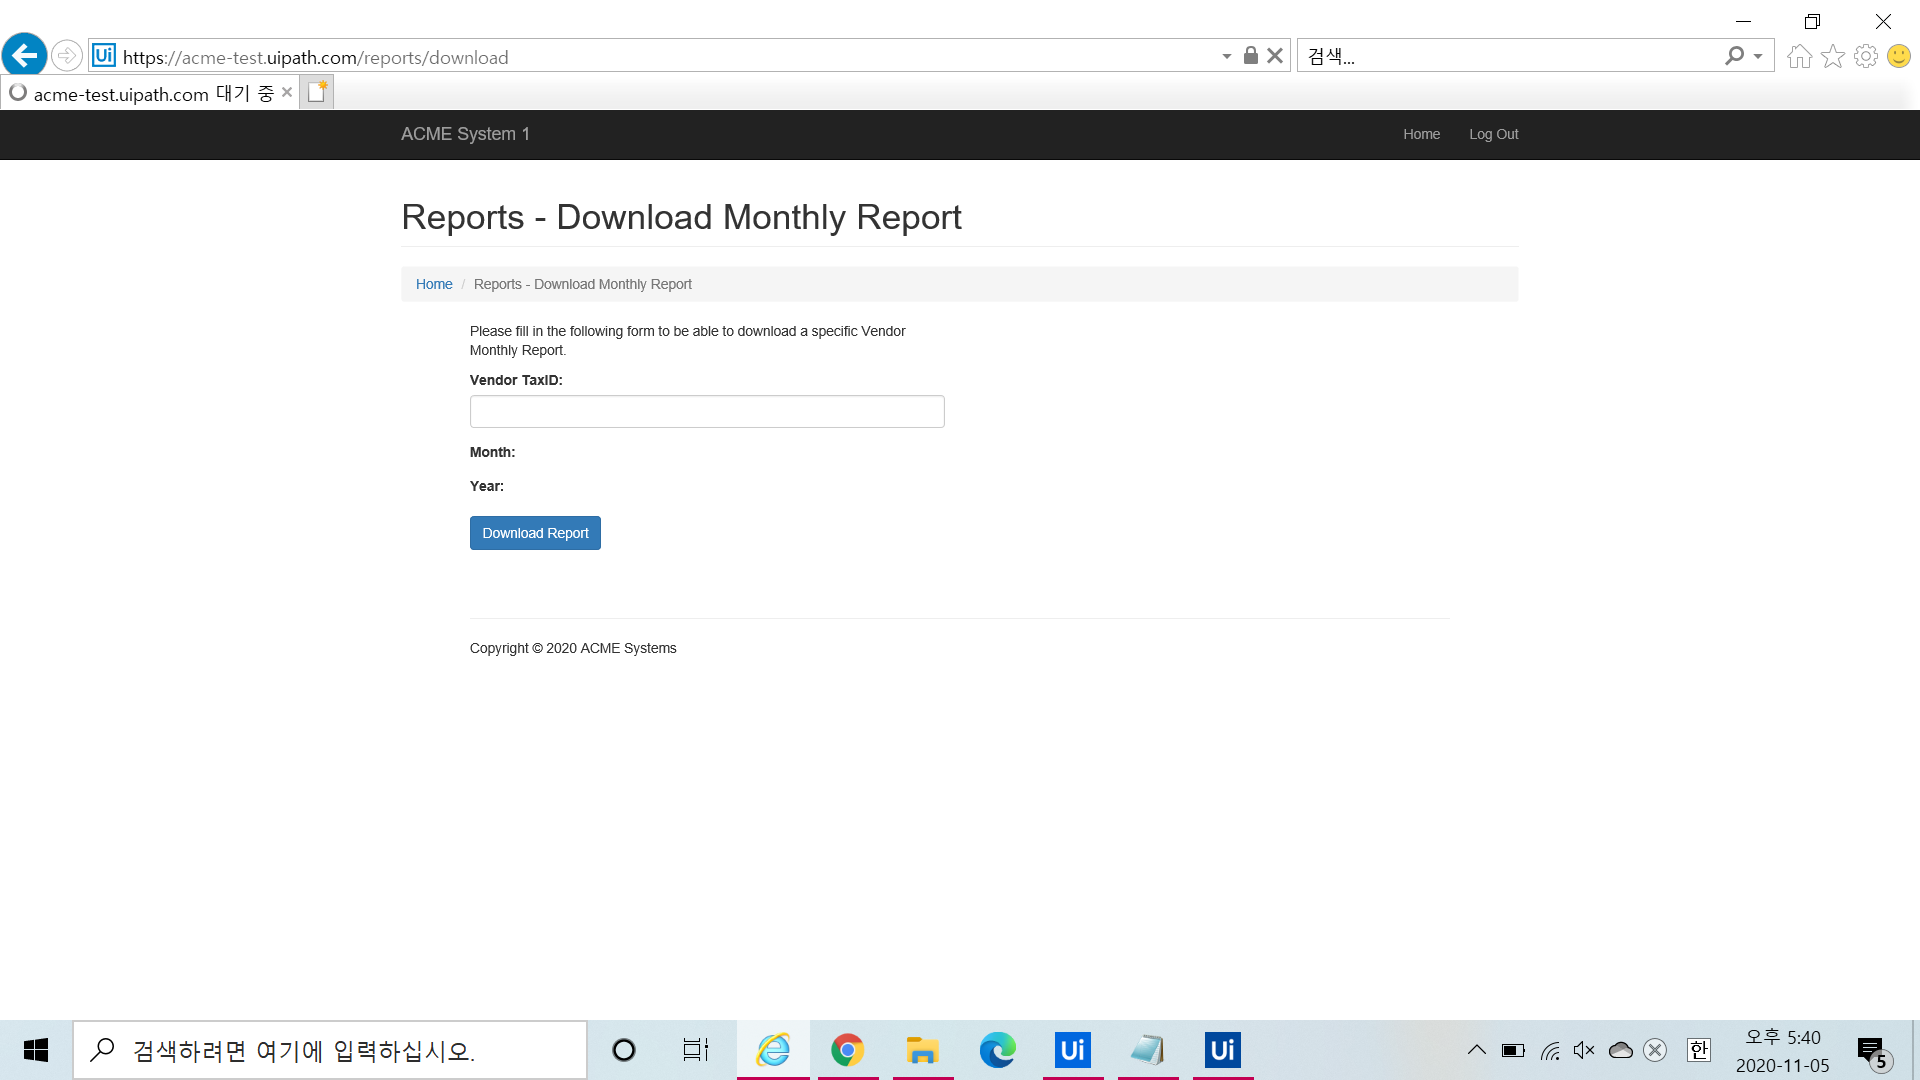 Ui https://acme-test.uipath.com/reports/download
검색...
acme-test.uipath.com 대기 중
ACME System 1
Home Log Out
Reports - Download Monthly Report
Home / Reports - Download Monthly Report
Please fill in the following form to be able to download a specific Vendor
Monthly Report.
Vendor TaxID:
Month:
Year:
Download Report
Copyright © 2020 ACME Systems
검색하려면 여기에 입력하십시오.
Ui
Ui
한
오후 5:40
2020-11-05
5